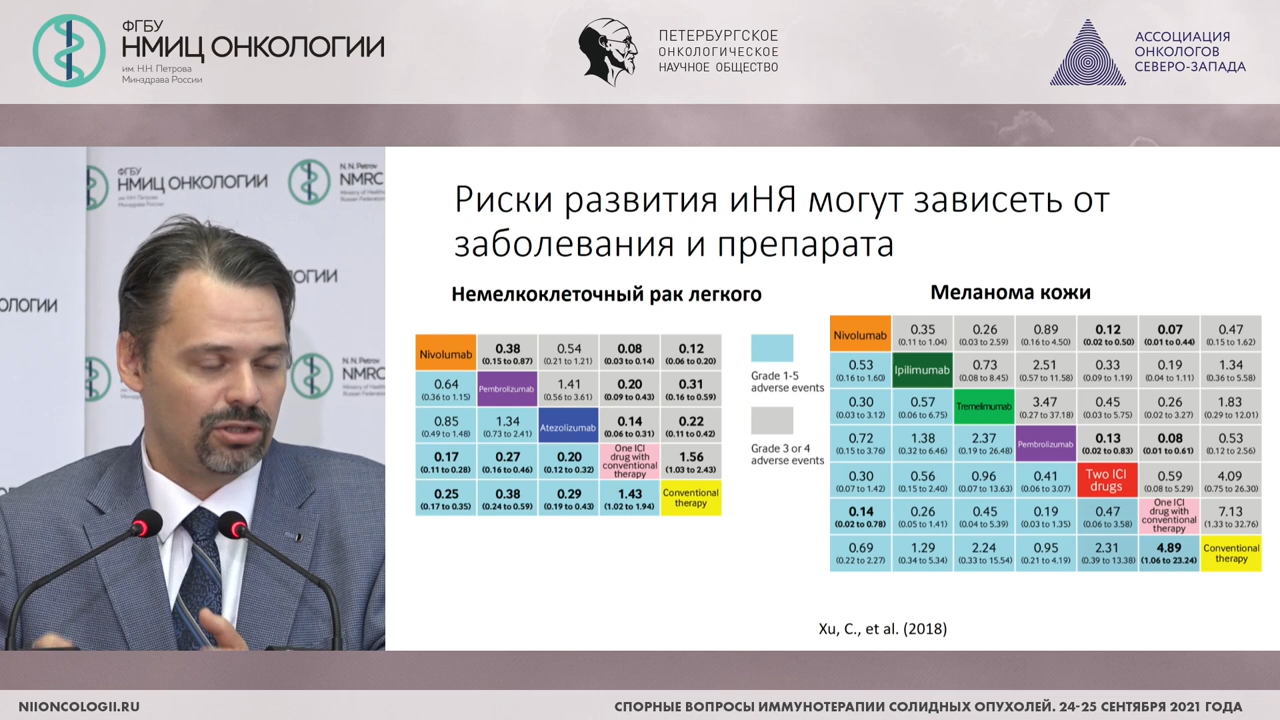 ФГБУ
НМИЦ ОНКОЛОГИИ
им. Н.Н. Петрова
Минздрава России
ПЕТЕРБУРГСКОЕ
ОНКОЛОГИЧЕСКОЕ
НАУЧНОЕ ОБЩЕСТВО
АССОЦИАЦИЯ
ОНКОЛОГОВ
СЕВЕРО-ЗАПАДА
ФГБУ
НМИЦ ОНКОЛОГИИ
им. Н.Н. Петрова
Минздрава России
N. N. Petrov
NMRC
Ministry of Health
Russian Federation
ОЛОГИИ
ОГИИ
NMRC
Риски развития иНЯ могут зависеть от
заболевания и препарата
Немелкоклеточный рак легкого
Nivolumab 0.38 0.54 0.08 0.12
(0.15 to 0.87) (0.21 to 1.21) (0.03 to 0.14) (0.06 to 0.20)
0.64 Pembrolizumab 1.41 0.20 0.31
(0.36 to 1.15) (0.56 to 3.61) (0.09 to 0.43) (0.16 to 0.59)
0.85 1.34 Atezolizumab 0.14 0.22
(0.49 to 1.48) (0.73 to 2.41) (0.06 to 0.31) (0.11 to 0.42)
0.17 0.27 0.20 One ICI drug with conventional therapy 1.56
(0.11 to 0.28) (0.16 to 0.46) (0.12 to 0.32) (1.03 to 2.43)
0.25 0.38 0.29 1.43 Conventional therapy
(0.17 to 0.35) (0.24 to 0.59) (0.19 to 0.43) (1.02 to 1.94)
Grade 1-5
adverse events
Grade 3 or 4
adverse events
Меланома кожи
Nivolumab 0.35 0.26 0.89 0.12 0.07 0.47
(0.11 to 1.04) (0.03 to 2.59) (0.16 to 4.50) (0.02 to 0.50) (0.01 to 0.44) (0.15 to 1.62)
0.53 Ipilimumab 0.73 2.51 0.33 0.19 1.34
(0.16 to 1.60) (0.08 to 8.45) (0.57 to 11.58) (0.09 to 1.19) (0.04 to 1.11) (0.36 to 5.58)
0.30 0.57 Tremelimumab 3.47 0.45 0.26 1.83
(0.03 to 3.12) (0.06 to 6.75) (0.27 to 37.18) (0.03 to 5.75) (0.02 to 3.27) (0.29 to 12.01)
0.72 1.38 2.37 Pembrolizumab 0.13 0.08 0.53
(0.15 to 3.76) (0.32 to 6.46) (0.19 to 26.48) (0.02 to 0.83) (0.01 to 0.61) (0.12 to 2.56)
0.30 0.56 0.96 0.41 Two ICI drugs 0.59 4.09
(0.07 to 1.42) (0.15 to 2.40) (0.07 to 13.63) (0.06 to 3.07) (0.08 to 5.29) (0.75 to 26.30)
0.14 0.26 0.45 0.19 0.47 One ICI drug with conventional therapy 7.13
(0.02 to 0.78) (0.05 to 1.41) (0.04 to 5.39) (0.03 to 1.35) (0.06 to 3.58) (1.33 to 32.76)
0.69 1.29 2.24 0.95 2.31 4.89 Conventional therapy
(0.22 to 2.27) (0.34 to 5.34) (0.33 to 15.54) (0.21 to 4.19) (0.39 to 13.38) (1.06 to 23.24)
Xu, C., et al. (2018)
NIIONCOLOGII.RU
СПОРНЫЕ ВОПРОСЫ ИММУНОТЕРАПИИ СОЛИДНЫХ ОПУХОЛЕЙ. 24-25 СЕНТЯБРЯ 2021 ГОДА